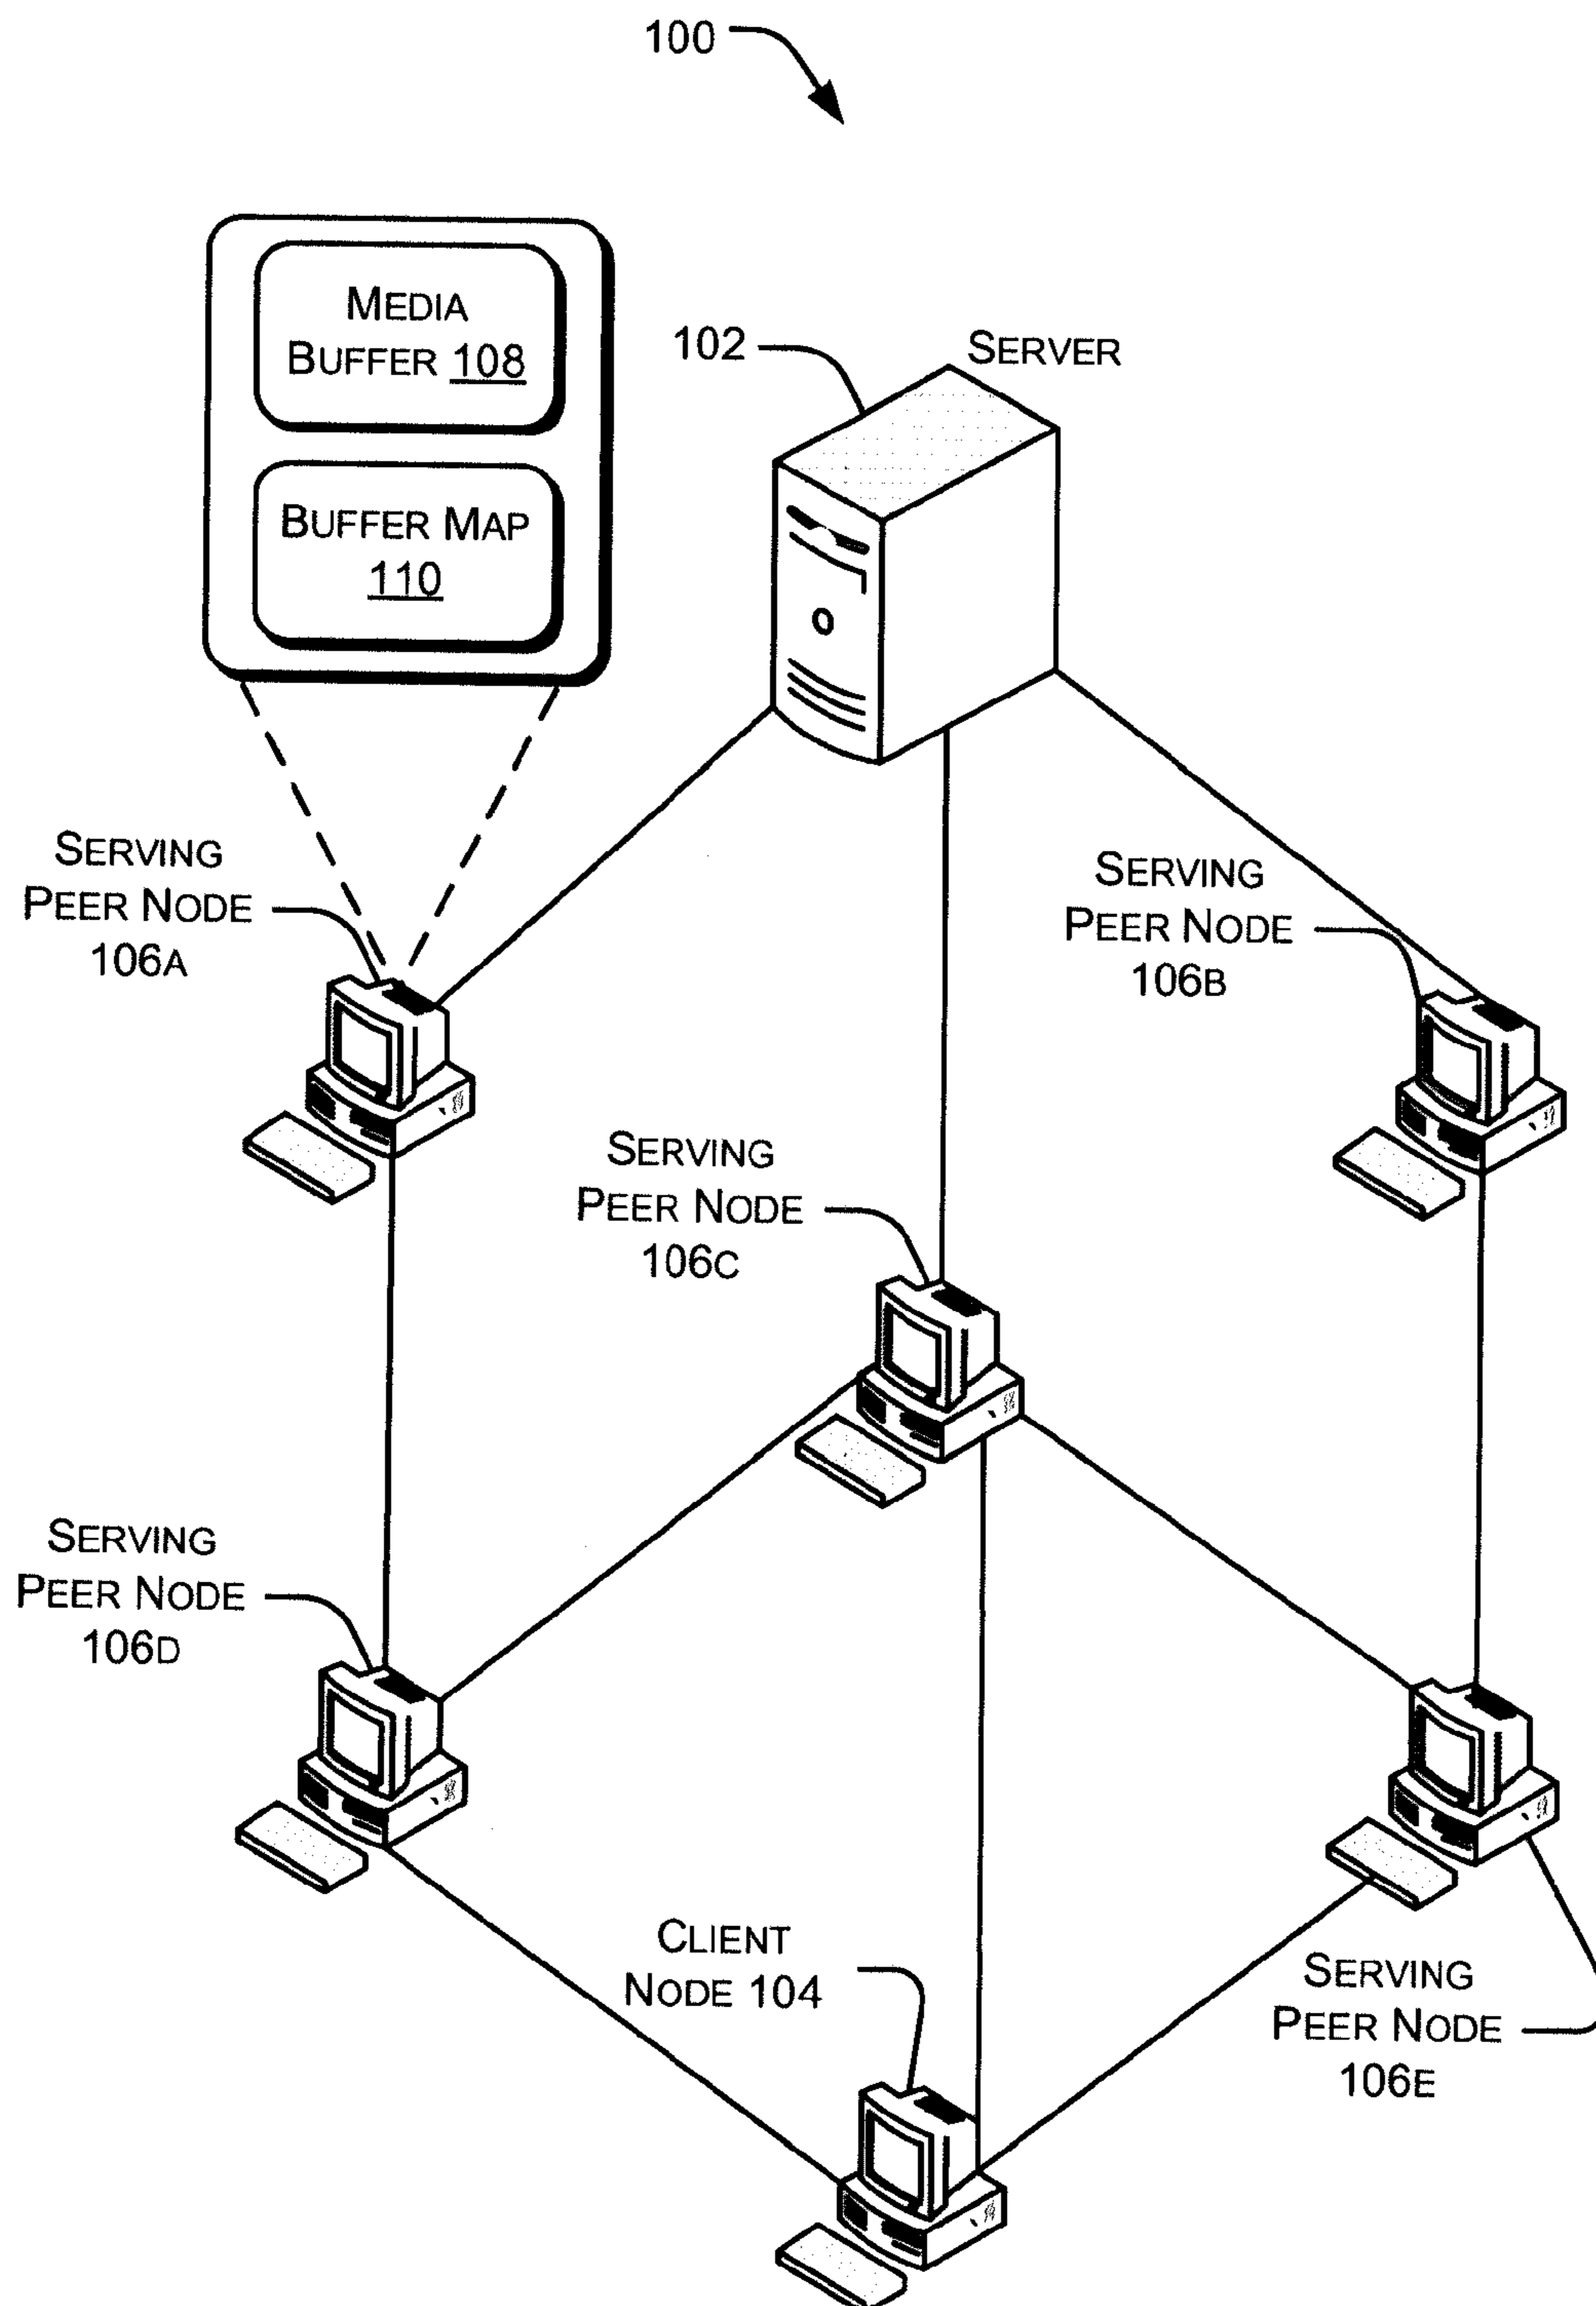 100
MEDIA
BUFFER 108
BUFFER MAP
110
102
SERVER
SERVING
PEER NODE
106A
SERVING
PEER NODE
106B
SERVING
PEER NODE
106C
SERVING
PEER NODE
106D
CLIENT
NODE 104
SERVING
PEER NODE
106E